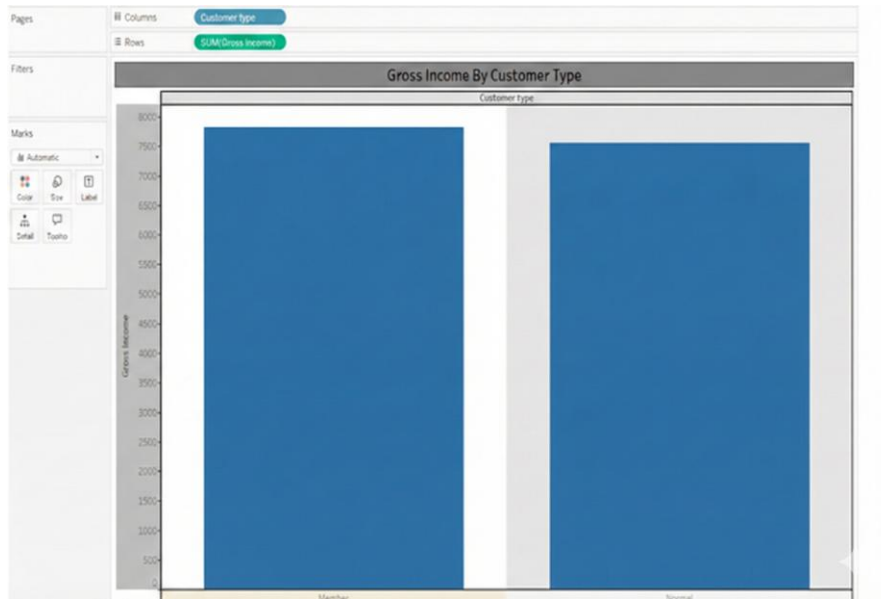 Pages
Columns
Customer type
Rows
SUM(Gross Income)
Filters
Gross Income By Customer Type
Customer type
Marks
Automatic
Color
Size
Label
Detail
Gross Income
8000
7500
7000
6500
6000
5500
5000
4500
4000
3500
3000
2500
2000
1500
1000
500
0
Member
Normal